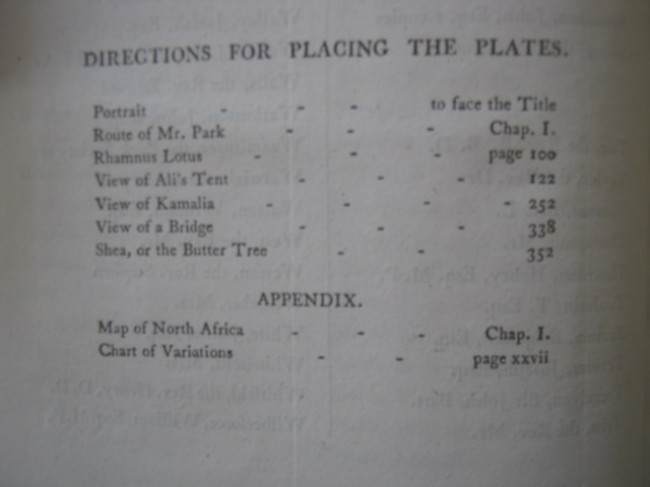 DIRECTIONS FOR PLACING THE PLATES.
Portrait - - - to face the Title
Route of Mr. Park - - - Chap. I.
Rhamnus Lotus - - - page 100
View of Ali's Tent - - - 122
View of Kamalia - - - - 252
View of a Bridge - - - 338
Shea, or the Butter Tree - - 352
APPENDIX.
Map of North Africa - - - Chap. I.
Chart of Variations - - page xxvii